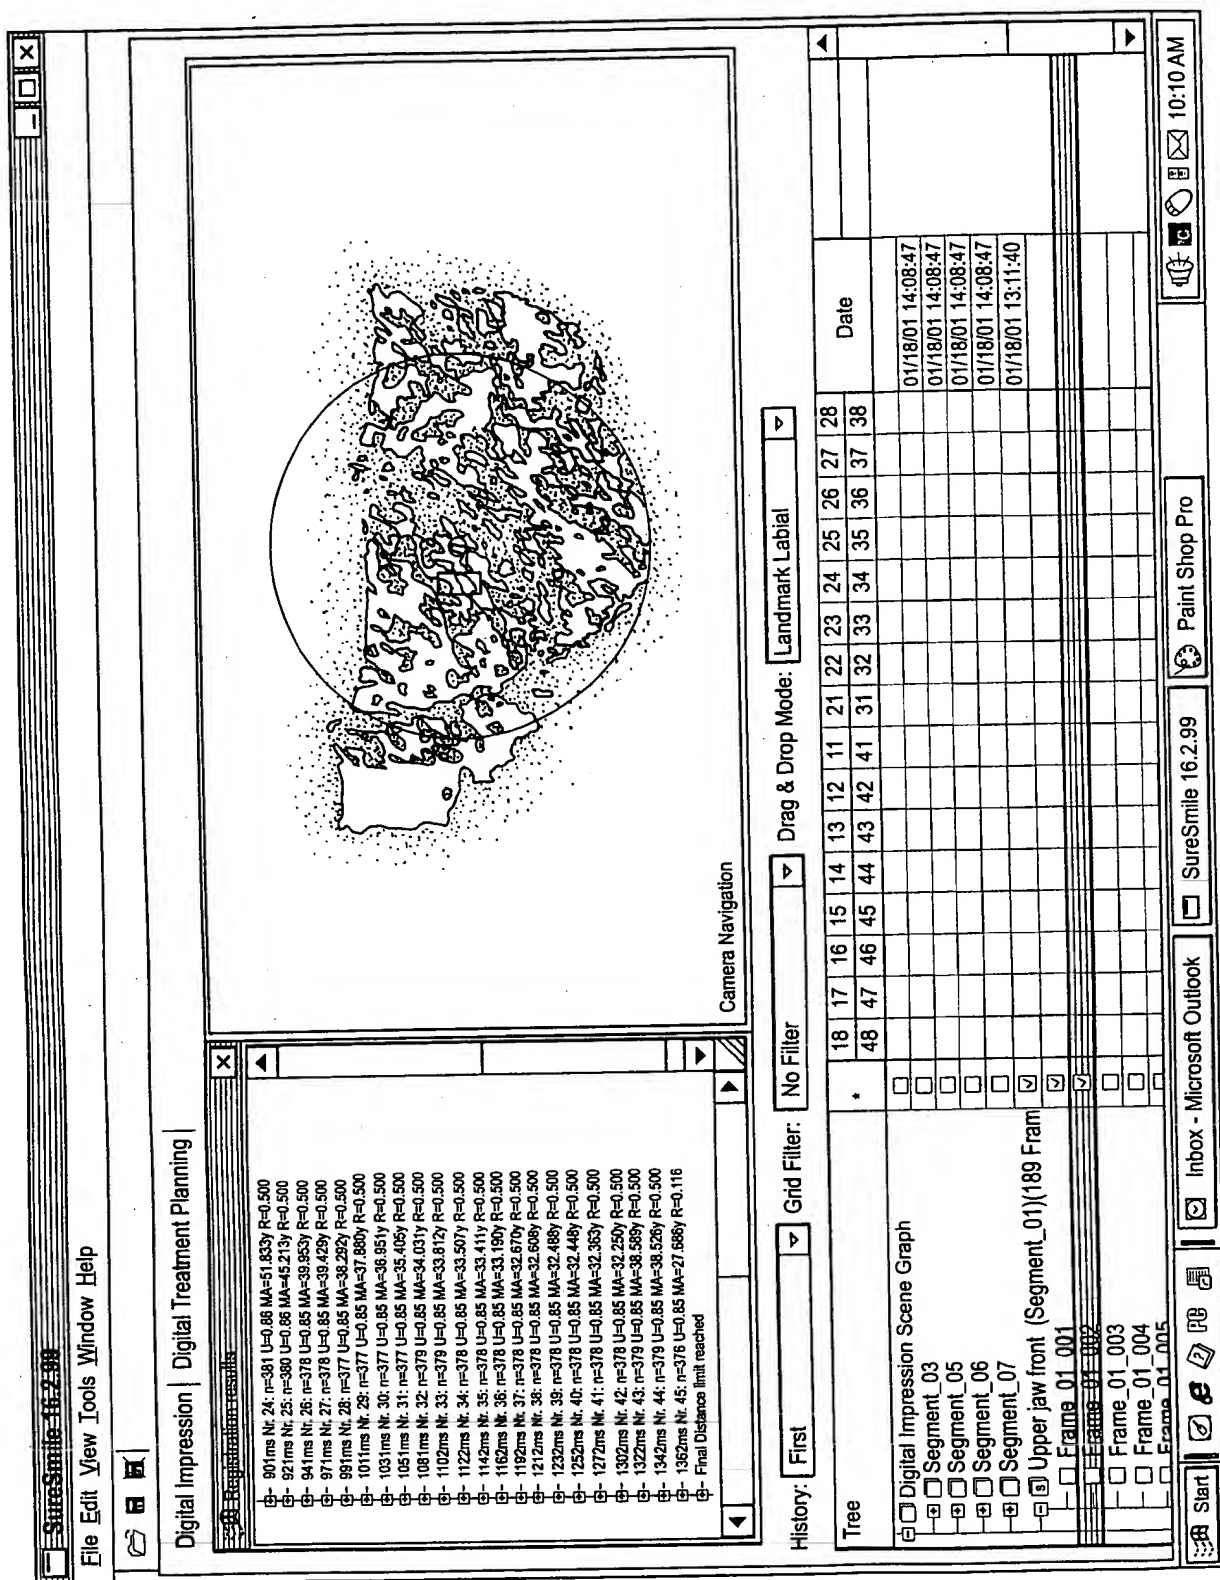 SureSmile 16.2.99
File Edit View Tools Window Help
Digital Impression | Digital Treatment Planning |
Registration results
901ms Nr. 24: n=381 U=0.86 MA=51.833y R=0.500
921ms Nr. 25: n=380 U=0.86 MA=45.213y R=0.500
941ms Nr. 26: n=378 U=0.85 MA=39.953y R=0.500
971ms Nr. 27: n=378 U=0.85 MA=39.429y R=0.500
991ms Nr. 28: n=377 U=0.85 MA=38.292y R=0.500
1011ms Nr. 29: n=377 U=0.85 MA=37.880y R=0.500
1031ms Nr. 30: n=377 U=0.85 MA=36.951y R=0.500
1051ms Nr. 31: n=377 U=0.85 MA=35.405y R=0.500
1081ms Nr. 32: n=379 U=0.85 MA=34.031y R=0.500
1102ms Nr. 33: n=379 U=0.85 MA=33.812y R=0.500
1122ms Nr. 34: n=378 U=0.85 MA=33.507y R=0.500
1142ms Nr. 35: n=378 U=0.85 MA=33.411y R=0.500
1162ms Nr. 36: n=378 U=0.85 MA=33.190y R=0.500
1192ms Nr. 37: n=378 U=0.85 MA=32.670y R=0.500
1212ms Nr. 38: n=378 U=0.85 MA=32.608y R=0.500
1232ms Nr. 39: n=378 U=0.85 MA=32.488y R=0.500
1252ms Nr. 40: n=378 U=0.85 MA=32.448y R=0.500
1272ms Nr. 41: n=378 U=0.85 MA=32.363y R=0.500
1302ms Nr. 42: n=378 U=0.85 MA=32.250y R=0.500
1322ms Nr. 43: n=379 U=0.85 MA=38.589y R=0.500
1342ms Nr. 44: n=379 U=0.85 MA=38.526y R=0.500
1362ms Nr. 45: n=376 U=0.85 MA=27.686y R=0.116
Final Distance limit reached
Camera Navigation
History: First Grid Filter: No Filter Drag & Drop Mode: Landmark Labial
Tree * 18 17 16 15 14 13 12 11 21 22 23 24 25 26 27 28 Date
48 47 46 45 44 43 42 41 31 32 33 34 35 36 37 38
Digital Impression Scene Graph 01/18/01 14:08:47
Segment_03 01/18/01 14:08:47
Segment_05 01/18/01 14:08:47
Segment_06 01/18/01 14:08:47
Segment_07 01/18/01 13:11:40
s Upper jaw front (Segment_01)(189 Fram
Frame_01_001
Frame_01_002
Frame_01_003
Frame_01_004
Frame_01_005
Start Inbox - Microsoft Outlook SureSmile 16.2.99 Paint Shop Pro 10:10 AM